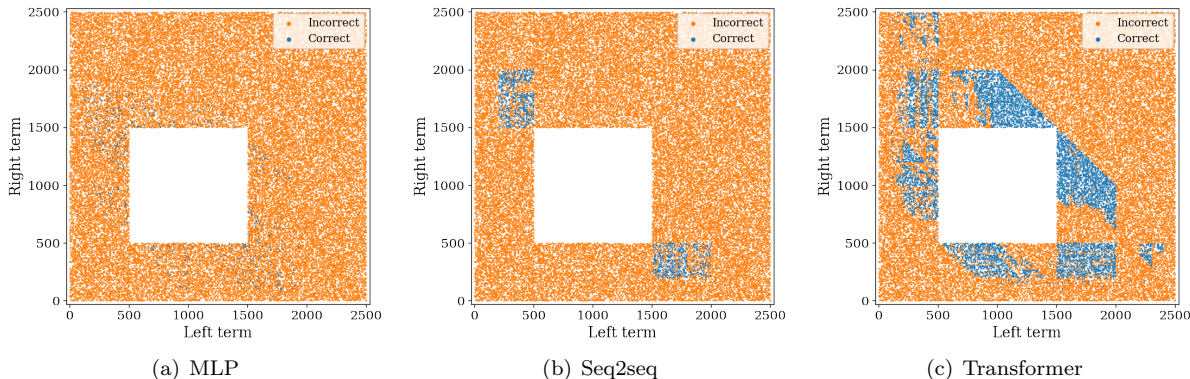 2500
2000
1500
1000
500
0
Right term
0 500 1000 1500 2000 2500
Left term
Incorrect
Correct
(a) MLP
2500
2000
1500
1000
500
0
Right term
0 500 1000 1500 2000 2500
Left term
Incorrect
Correct
(b) Seq2seq
2500
2000
1500
1000
500
0
Right term
0 500 1000 1500 2000 2500
Left term
Incorrect
Correct
(c) Transformer